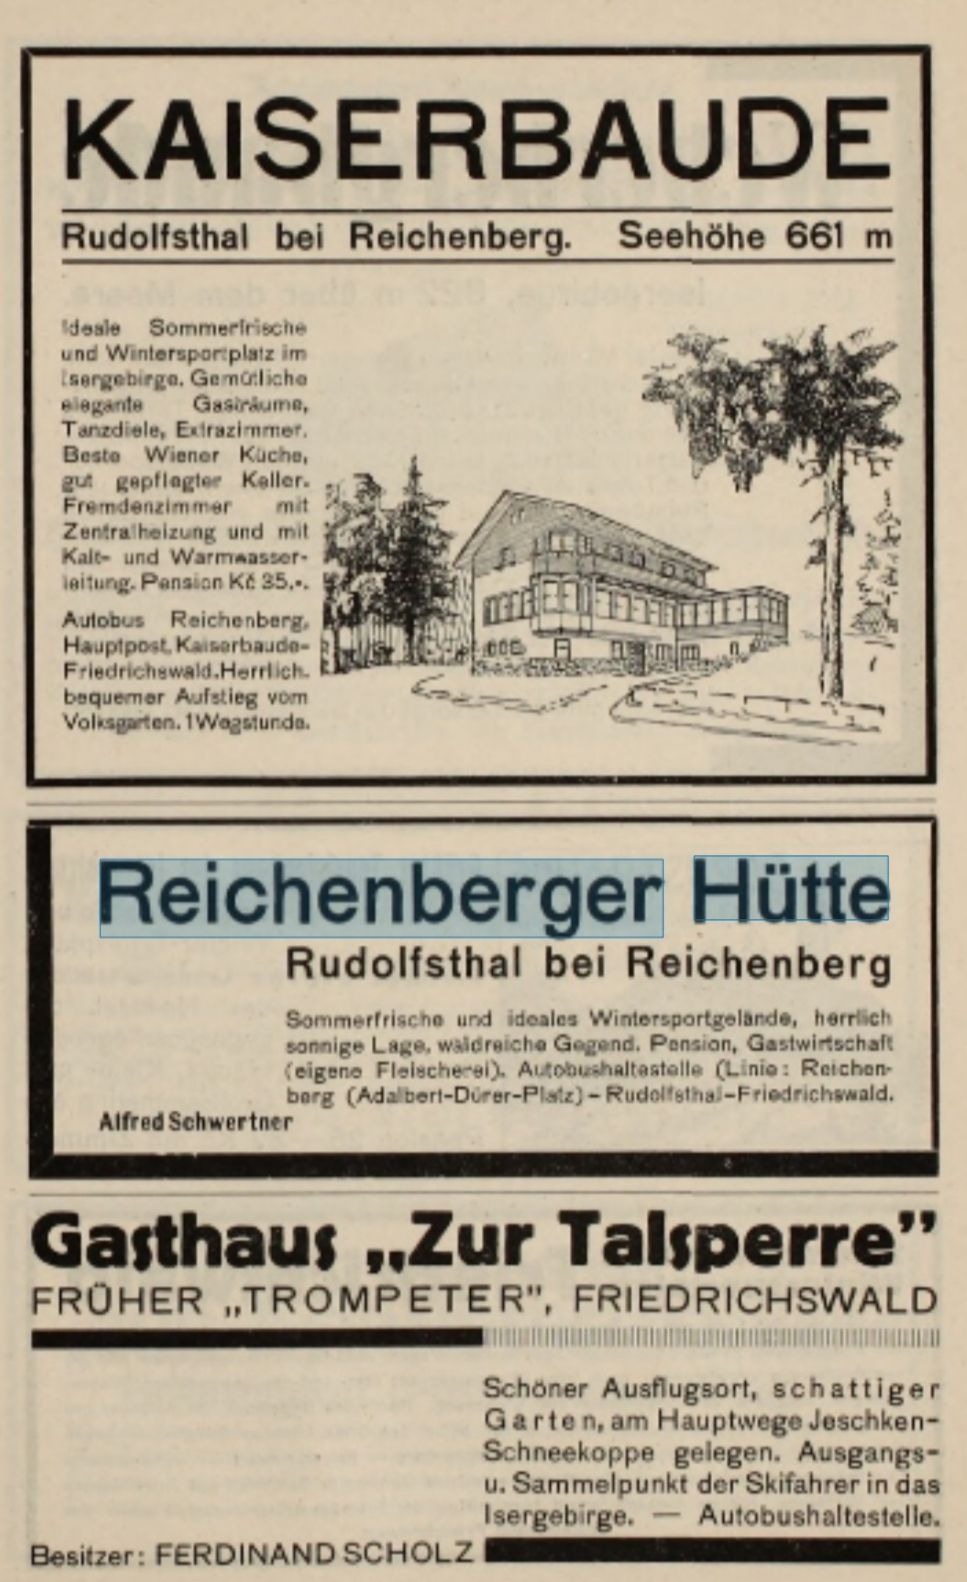 KAISERBAUDE
Rudolfsthal bei Reichenberg. Seehöhe 661 m
Ideale Sommerfrische
und Wintersportplatz im
Isergebirge. Gemütliche
elegante Gasträume,
Tanzdiele, Extrazimmer.
Beste Wiener Küche,
gut gepflegter Keller.
Fremdenzimmer mit
Zentralheizung und mit
Kalt- und Warmwasser-
leitung. Pension Kč 35.-.
Autobus Reichenberg,
Hauptpost, Kaiserbaude-
Friedrichswald. Herrlich.
bequemer Aufstieg vom
Volksgarten. 1 Wegstunde.
Reichenberger Hütte
Rudolfsthal bei Reichenberg
Sommerfrische und ideales Wintersportgelände, herrlich
sonnige Lage, waldreiche Gegend. Pension, Gastwirtschaft
(eigene Fleischerei). Autobushaltestelle (Linie: Reichen-
berg (Adalbert-Dürer-Platz) – Rudolfsthal–Friedrichswald.
Alfred Schwertner
Gasthaus „Zur Talsperre”
FRÜHER „TROMPETER”, FRIEDRICHSWALD
Schöner Ausflugsort, schattiger
Garten, am Hauptwege Jeschken-
Schneekoppe gelegen. Ausgangs-
u. Sammelpunkt der Skifahrer in das
Isergebirge. — Autobushaltestelle.
Besitzer: FERDINAND SCHOLZ